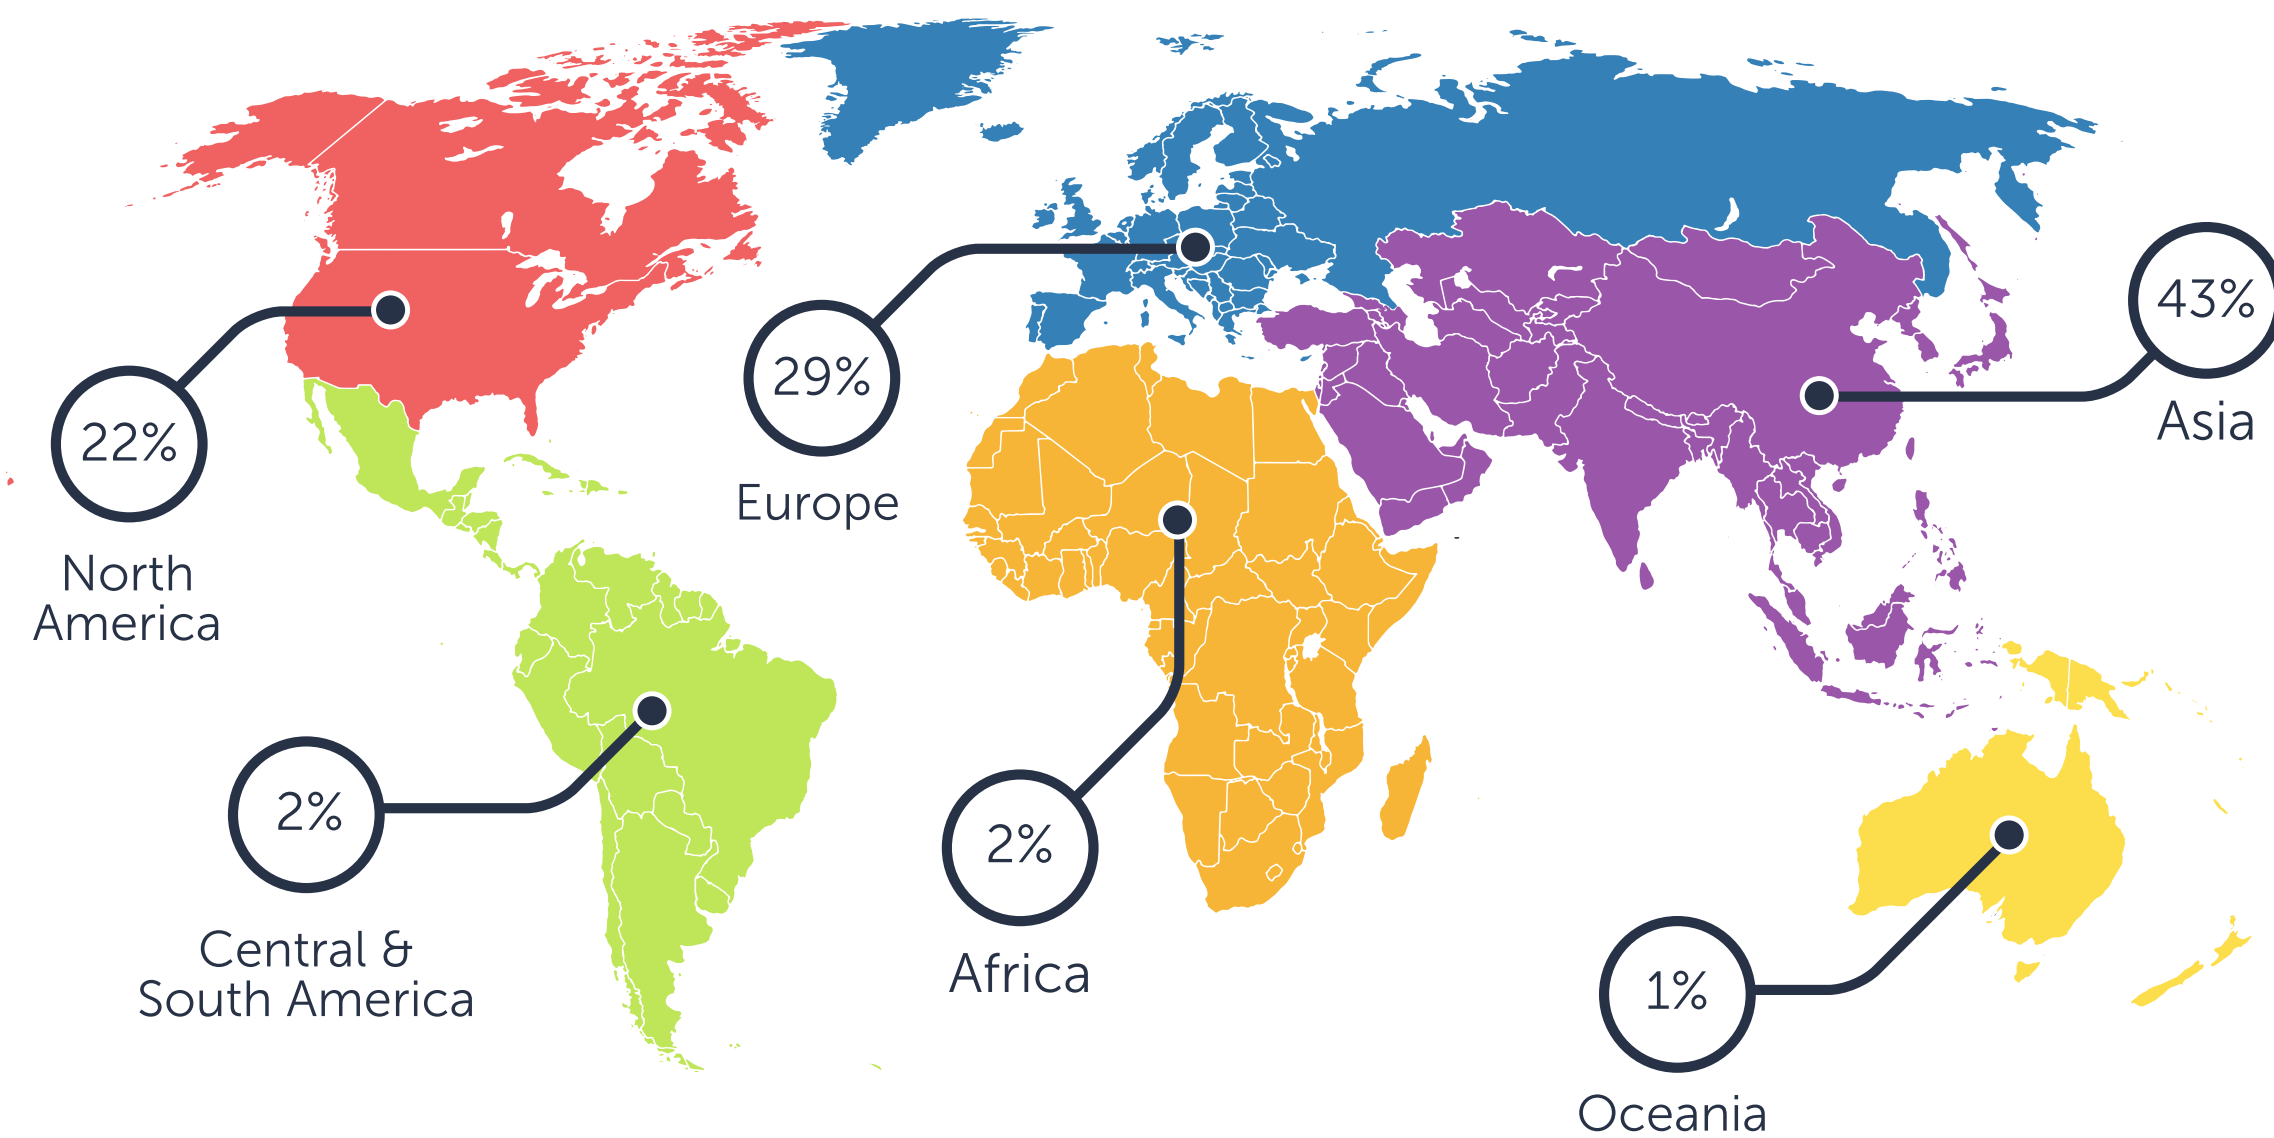 22%
North
America
29%
Europe
43%
Asia
2%
Central &
South America
2%
Africa
1%
Oceania